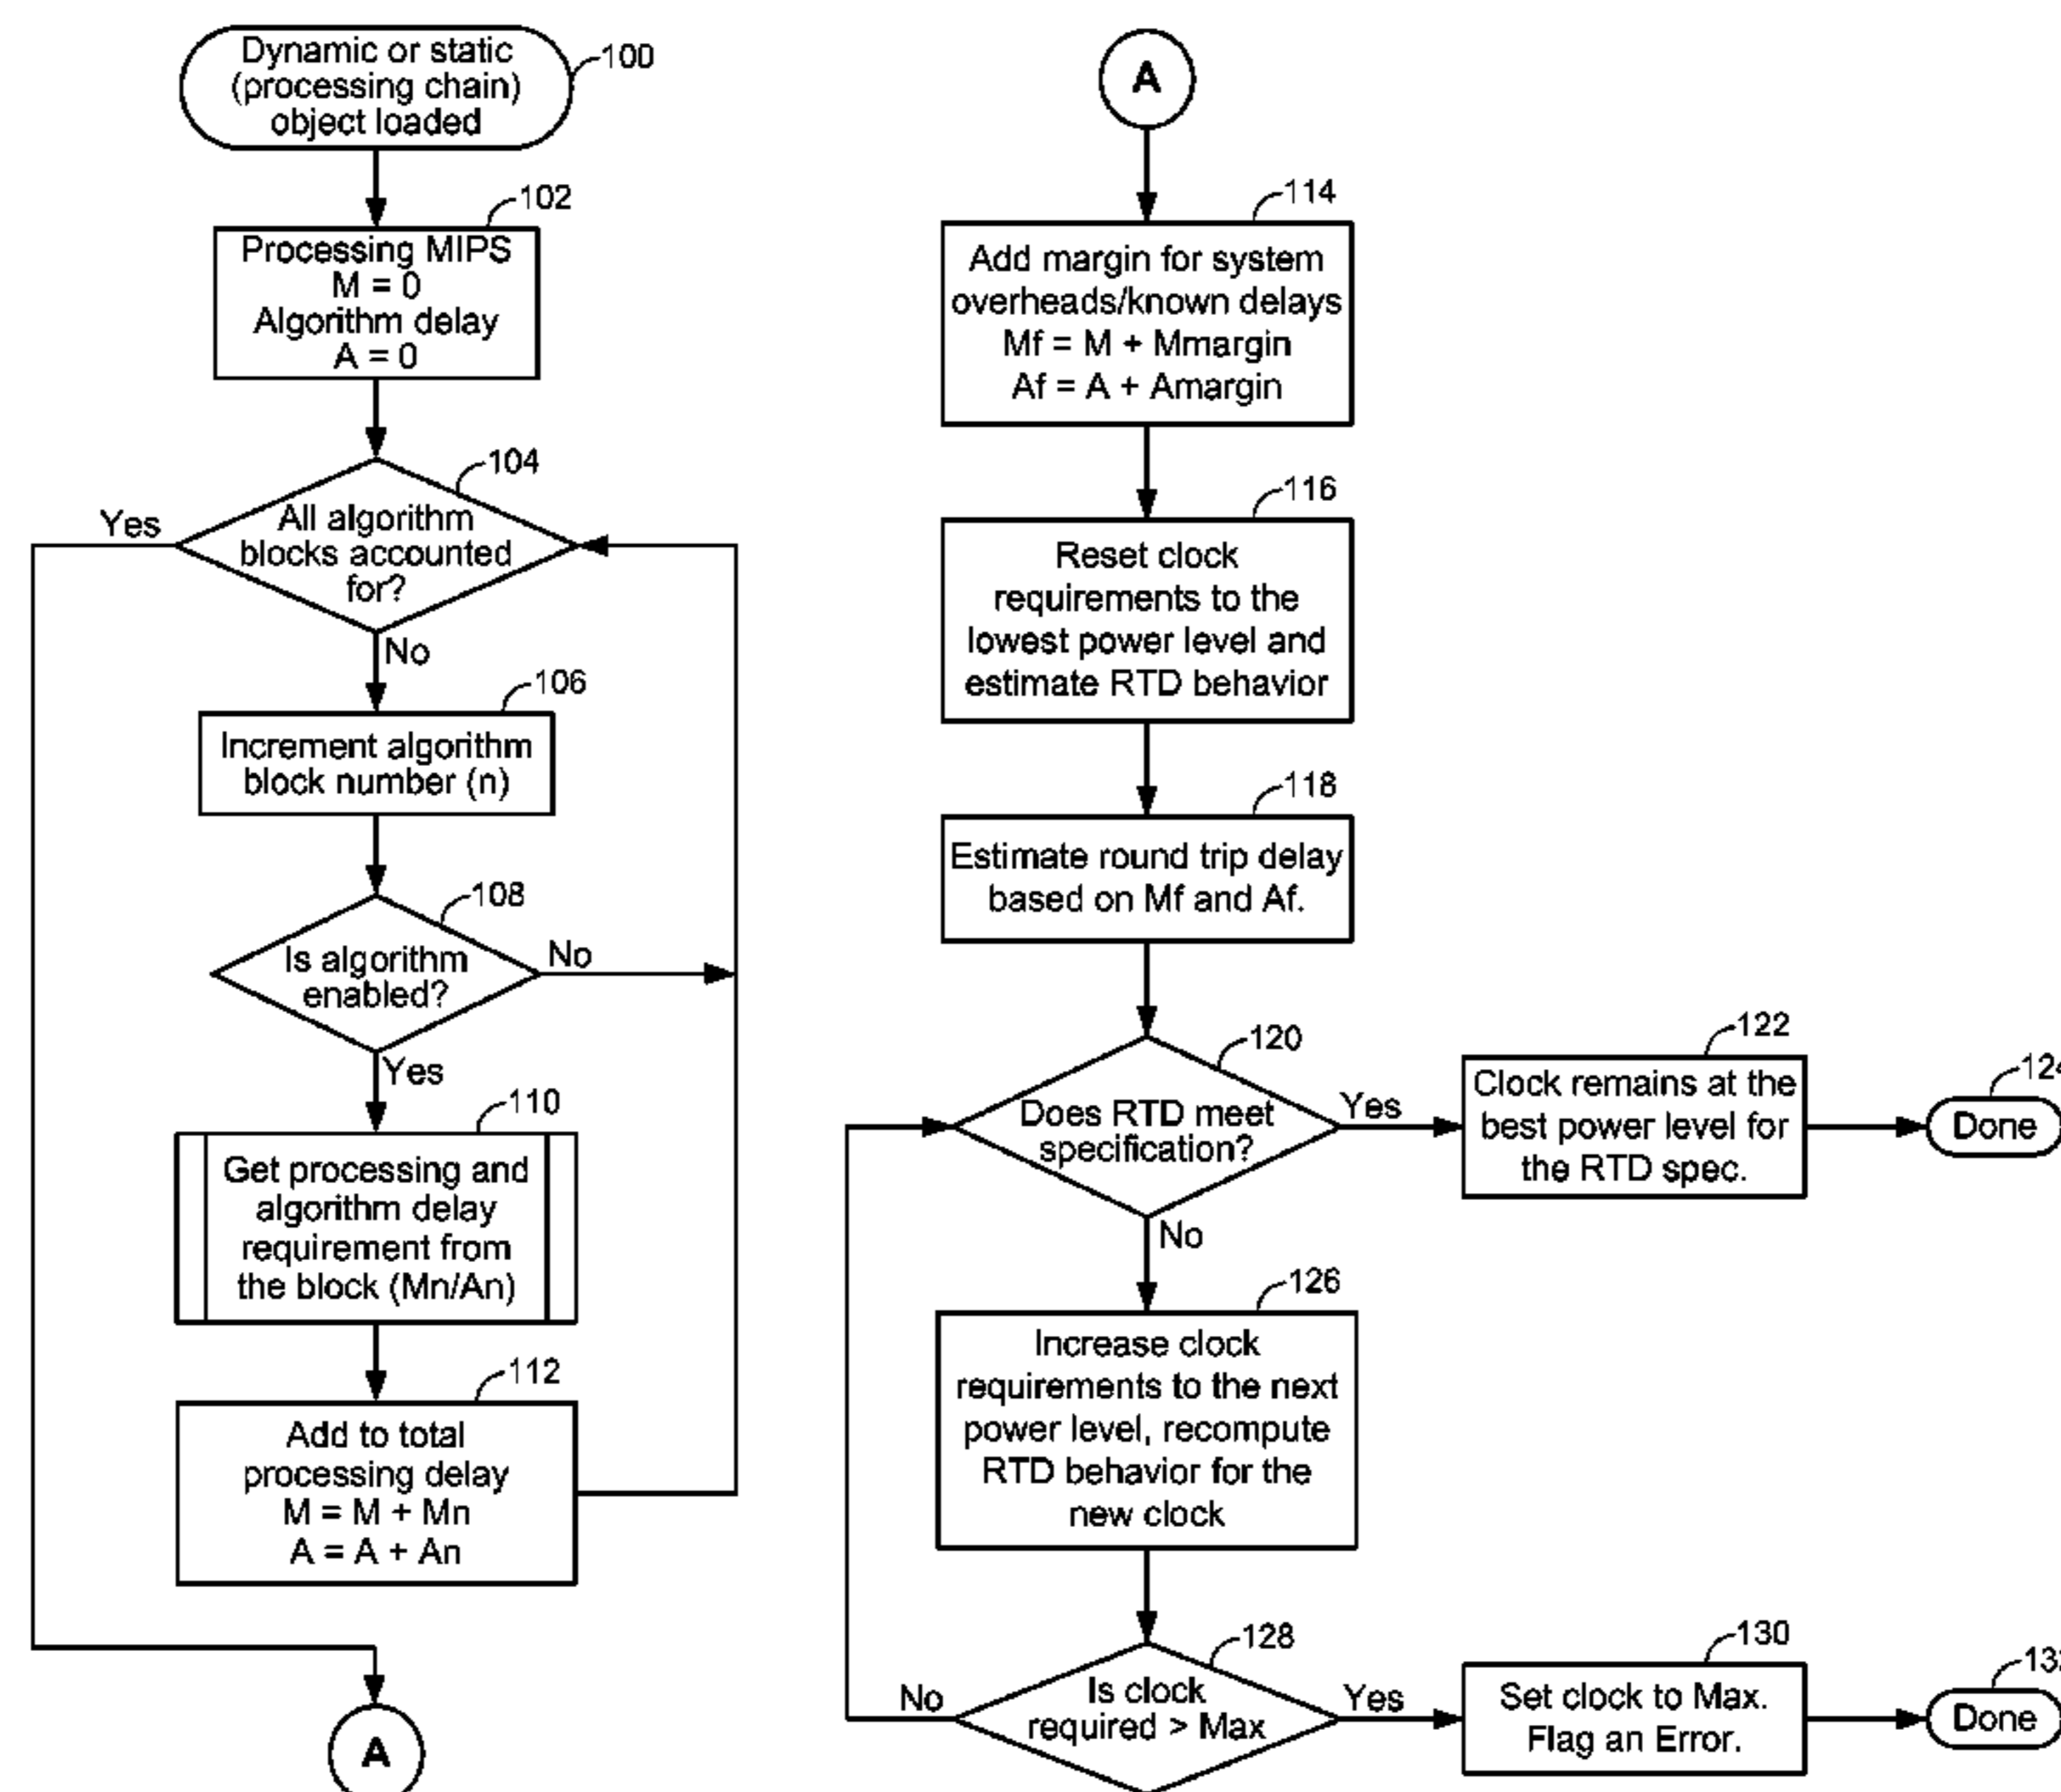 Dynamic or static
(processing chain)
object loaded
100
102
Processing MIPS
M = 0
Algorithm delay
A = 0
104
All algorithm
blocks accounted
for?
Yes
No
106
Increment algorithm
block number (n)
108
Is algorithm
enabled?
No
Yes
110
Get processing and
algorithm delay
requirement from
the block (Mn/An)
112
Add to total
processing delay
M = M + Mn
A = A + An
A
A
114
Add margin for system
overheads/known delays
Mf = M + Mmargin
Af = A + Amargin
116
Reset clock
requirements to the
lowest power level and
estimate RTD behavior
118
Estimate round trip delay
based on Mf and Af.
120
Does RTD meet
specification?
Yes
122
Clock remains at the
best power level for
the RTD spec.
Done
No
126
Increase clock
requirements to the next
power level, recompute
RTD behavior for the
new clock
128
Is clock
required > Max
No
Yes
130
Set clock to Max.
Flag an Error.
Done